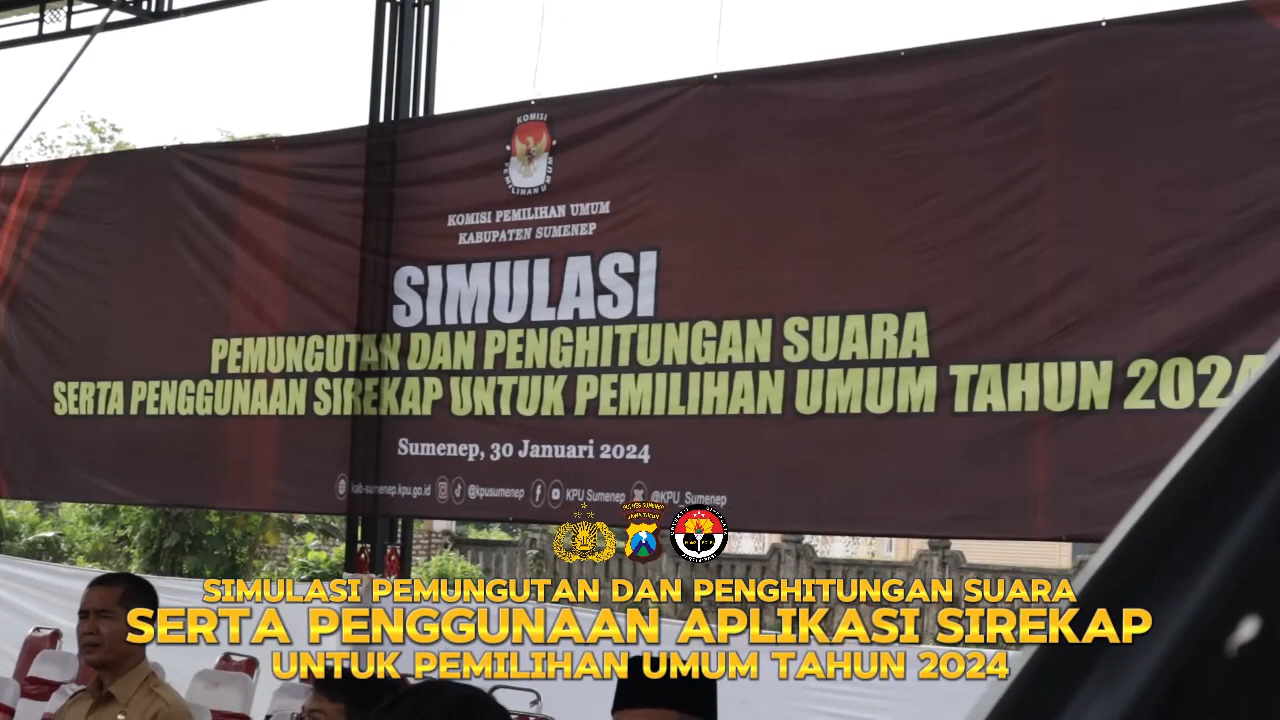 KOMISI
PEMILIHAN UMUM
KOMISI PEMILIHAN UMUM
KABUPATEN SUMENEP
SIMULASI
PEMUNGUTAN DAN PENGHITUNGAN SUARA
SERTA PENGGUNAAN SIREKAP UNTUK PEMILIHAN UMUM TAHUN 2024
Sumenep, 30 Januari 2024
kab-sumenep.kpu.go.id @kpusumenep KPU Sumenep @KPU_Sumenep
SIMULASI PEMUNGUTAN DAN PENGHITUNGAN SUARA
SERTA PENGGUNAAN APLIKASI SIREKAP
UNTUK PEMILIHAN UMUM TAHUN 2024